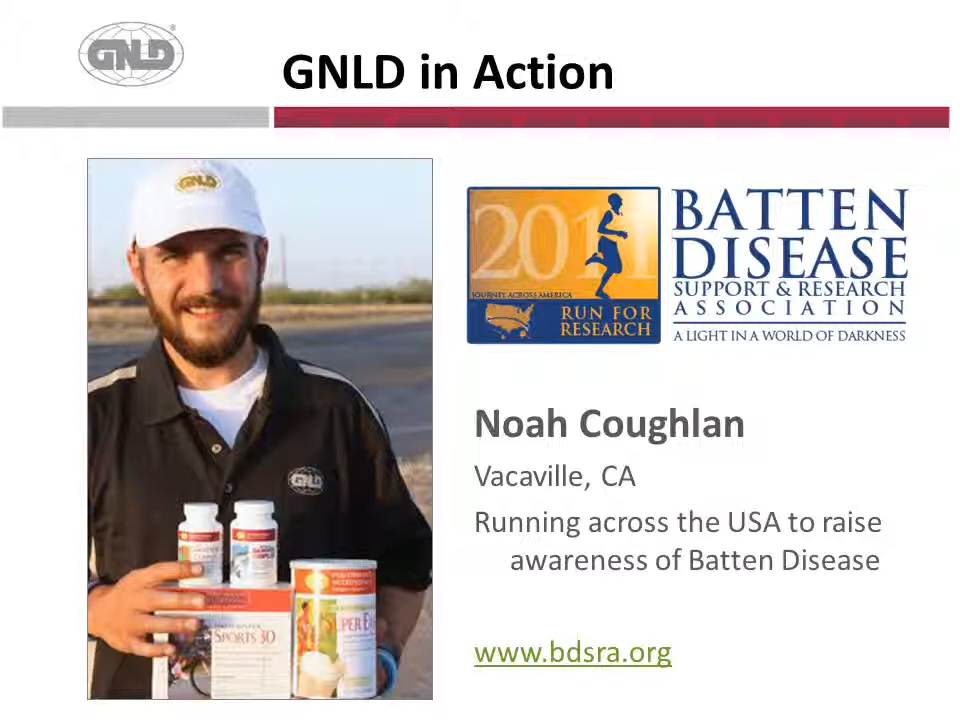 GNLD
GNLD in Action
GNLD
2011
JOURNEY ACROSS AMERICA
RUN FOR
RESEARCH
BATTEN
DISEASE
SUPPORT & RESEARCH
ASSOCIATION
A LIGHT IN A WORLD OF DARKNESS
Noah Coughlan
Vacaville, CA
Running across the USA to raise
awareness of Batten Disease
www.bdsra.org
GNLD
SPORTS 30